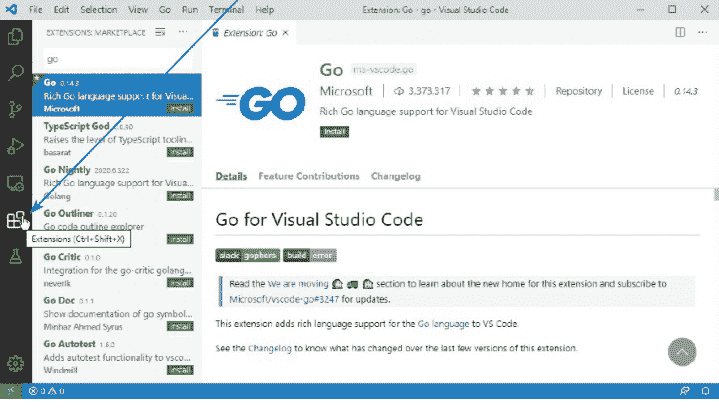 File Edit Selection View Go Run Terminal Help Extension: Go - go - Visual Studio Code
EXTENSIONS: MARKETPLACE
go
Go 0.14.3
Rich Go language support for Visua...
Microsoft Install
TypeScript God
Raises the level of TypeScript toolin...
basarat Install
Go Nightly 2020.6.322
Rich Go language support for Visua...
Golang Install
Go Outliner 0.1.20
Go code outline explorer
Install
Extensions (Ctrl+Shift+X)
Go Critic 0.1.0
Integration for the go-critic golang...
neverik Install
Go Doc 0.1.1
Show documentation of go symbol...
Minhaz Ahmed Syrus Install
Go Autotest 1.6.0
Adds autotest functionality to vsco...
Windmill Install
Extension: Go
Go ms-vscode.go
Microsoft 3,373,317 Repository License 0.14.3
Rich Go language support for Visual Studio Code
Install
GO
Details Feature Contributions Changelog
Go for Visual Studio Code
slack gophers build error
Read the We are moving section to learn about the new home for this extension and subscribe to
Microsoft/vscode-go#3247 for updates.
This extension adds rich language support for the Go language to VS Code.
See the Changelog to know what has changed over the last few versions of this extension.
0 0